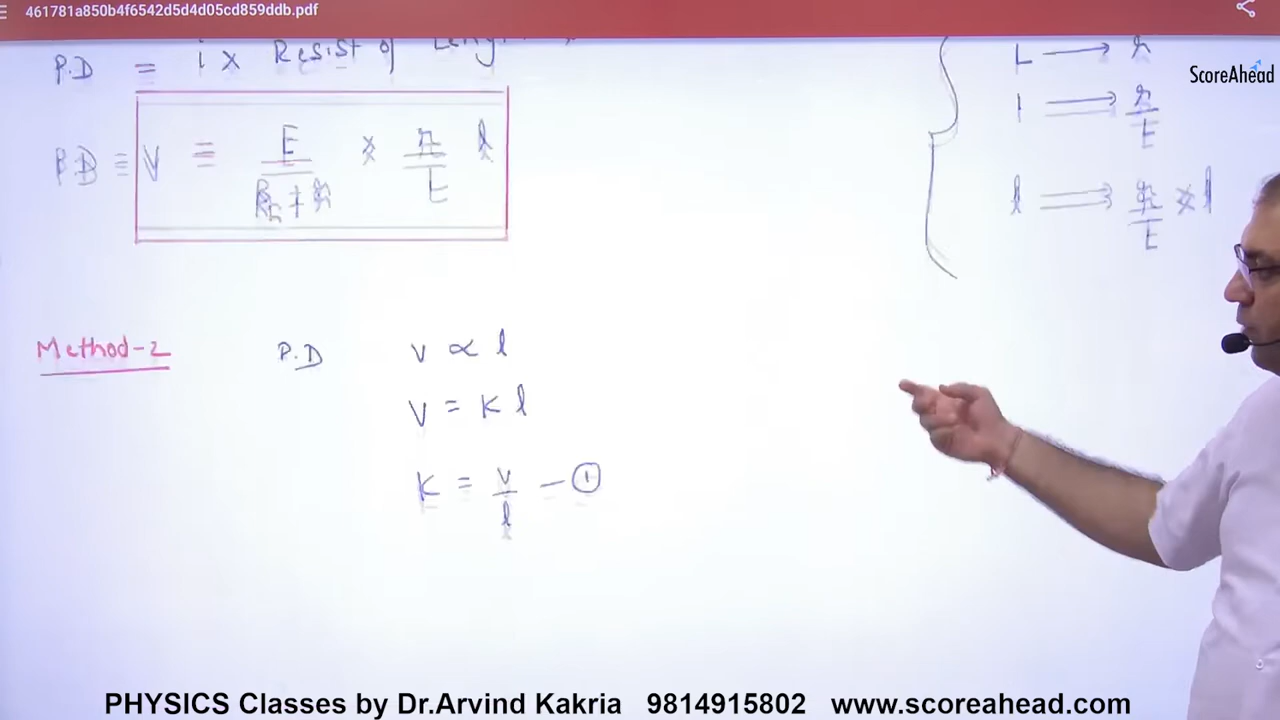 461781a850b4f6542d5d4d05cd859ddb.pdf
ScoreAhead
P.D = i x Resist of Length
P.D ≡ V = E/(Rh + r) x r/L l
L → r
1 ⟹ r/L
l ⟹ r/L x l
Method-2 P.D V ∝ l
V = K l
K = V/l — ①
PHYSICS Classes by Dr.Arvind Kakria 9814915802 www.scoreahead.com